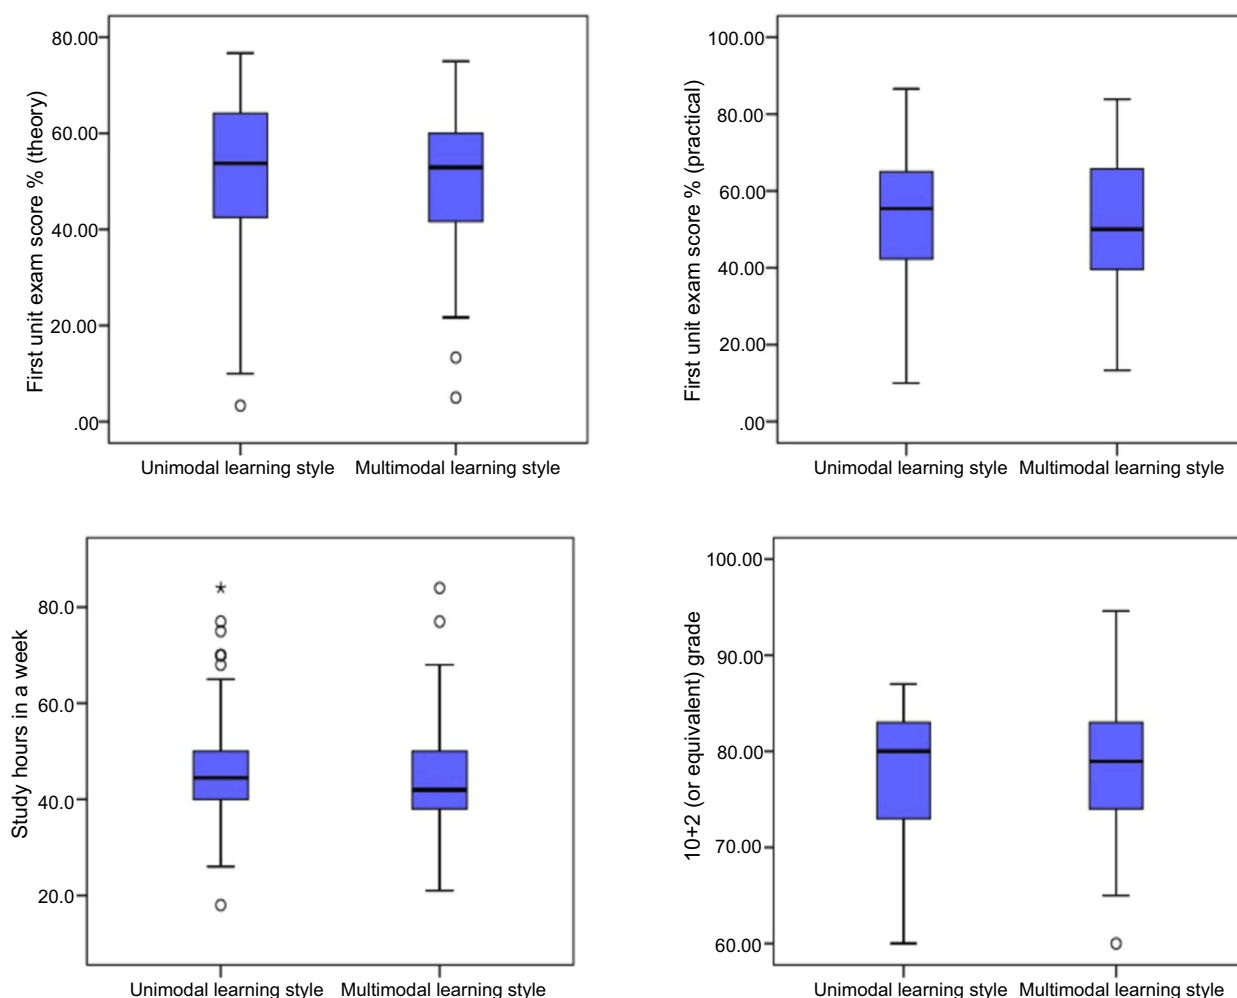 First unit exam score % (theory)
80.00
60.00
40.00
20.00
.00
Unimodal learning style
Multimodal learning style
First unit exam score % (practical)
100.00
80.00
60.00
40.00
20.00
.00
Unimodal learning style
Multimodal learning style
Study hours in a week
80.0
60.0
40.0
20.0
Unimodal learning style
Multimodal learning style
10+2 (or equivalent) grade
100.00
90.00
80.00
70.00
60.00
Unimodal learning style
Multimodal learning style